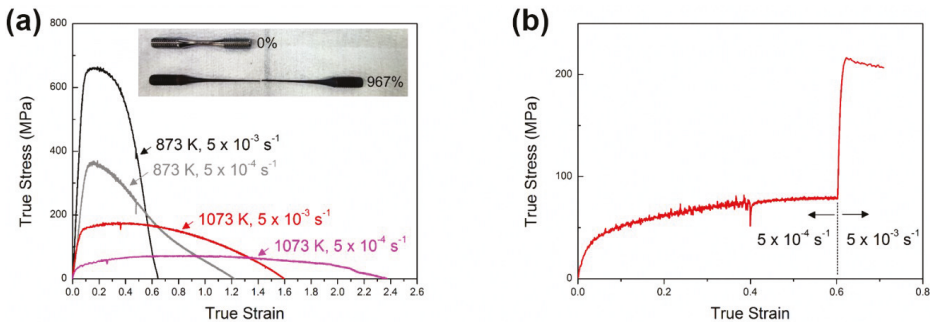 (a)
800
600
400
200
0
True Stress (MPa)
0%
967%
873 K, 5 x 10⁻³ s⁻¹
873 K, 5 x 10⁻⁴ s⁻¹
1073 K, 5 x 10⁻³ s⁻¹
1073 K, 5 x 10⁻⁴ s⁻¹
0.0 0.2 0.4 0.6 0.8 1.0 1.2 1.4 1.6 1.8 2.0 2.2 2.4 2.6
True Strain
(b)
200
100
0
True Stress (MPa)
5 x 10⁻⁴ s⁻¹
5 x 10⁻³ s⁻¹
0.0 0.2 0.4 0.6 0.8
True Strain